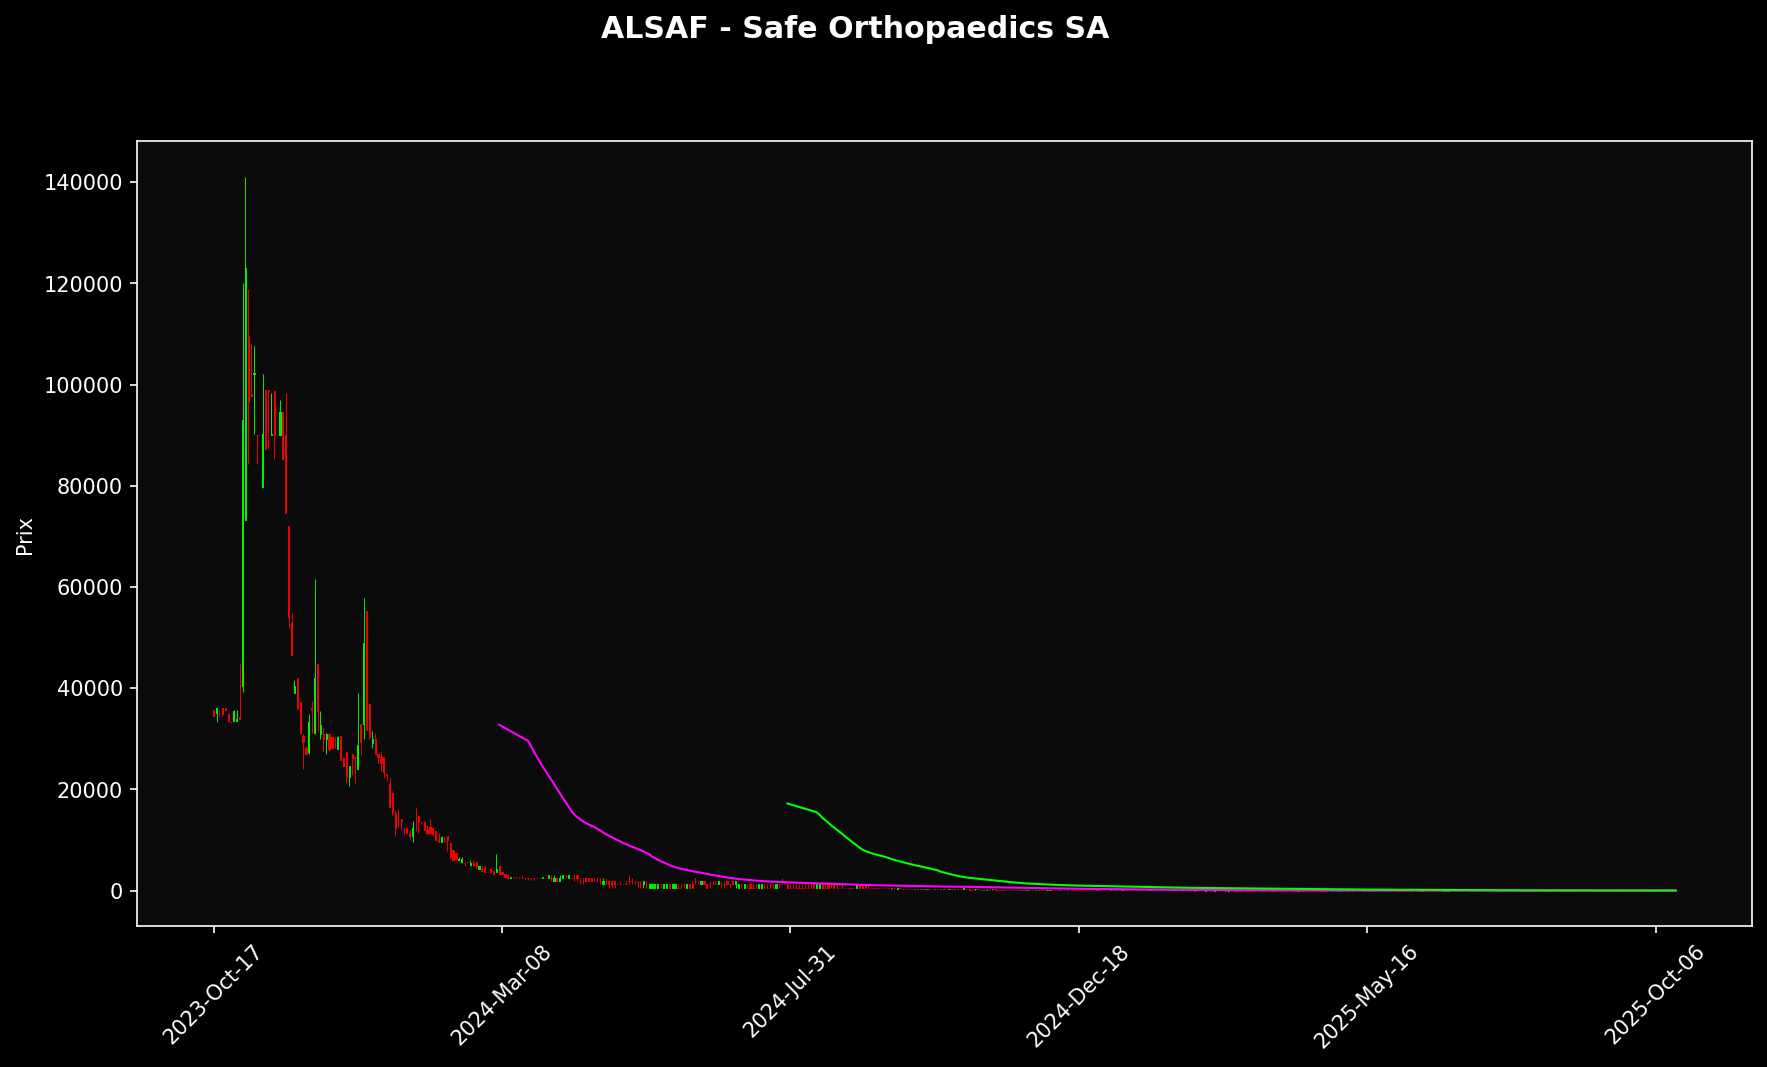 ALSAF - Safe Orthopaedics SA
140000
120000
100000
80000
60000
40000
20000
0
Prix
2023-Oct-17
2024-Mar-08
2024-Jul-31
2024-Dec-18
2025-May-16
2025-Oct-06